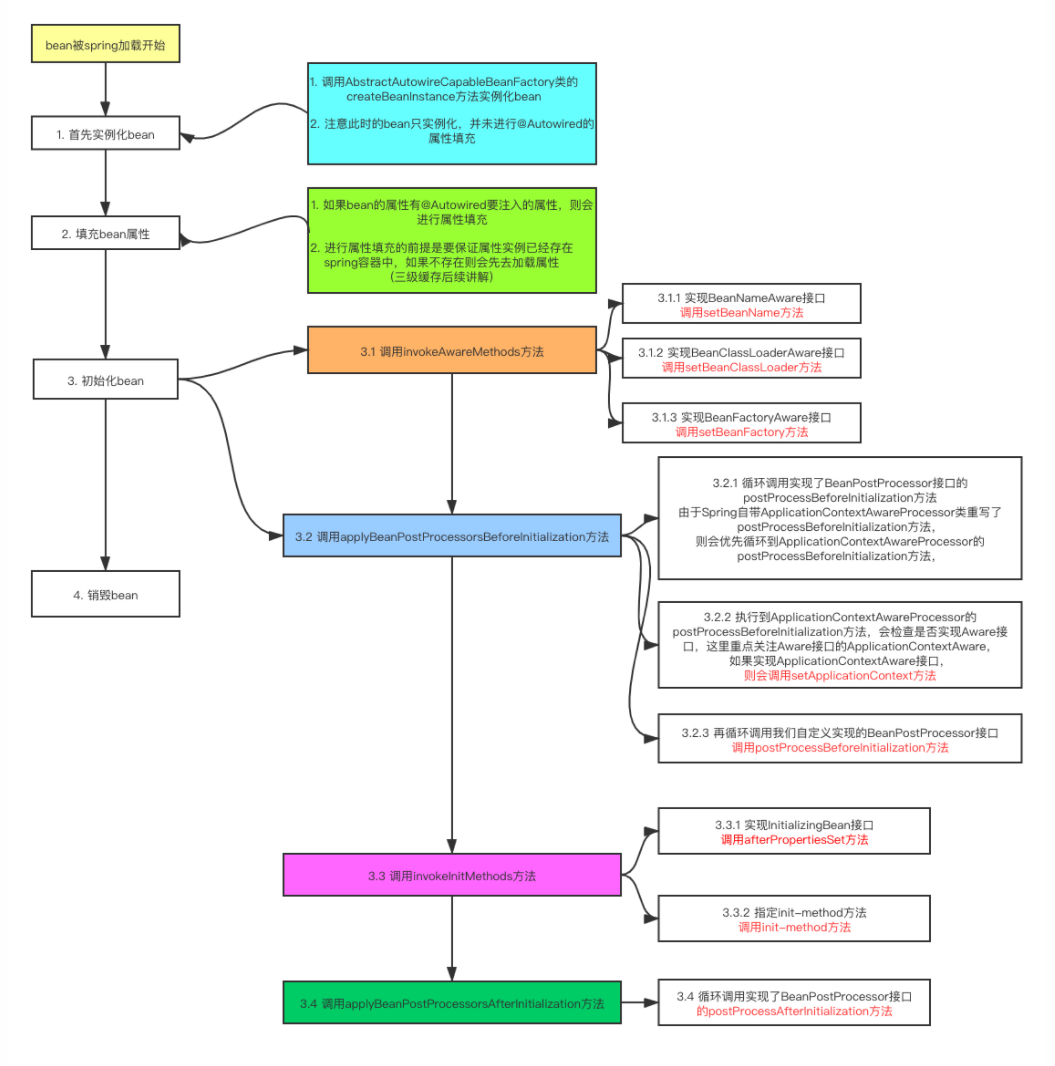 bean被spring加载开始
1. 调用AbstractAutowireCapableBeanFactory类的
createBeanInstance方法实例化bean
2. 注意此时的bean只实例化，并未进行@Autowired的
属性填充
1. 首先实例化bean
1. 如果bean的属性有@Autowired要注入的属性，则会
进行属性填充
2. 进行属性填充的前提是要保证属性实例已经存在
spring容器中，如果不存在则会先去加载属性
（三级缓存后续讲解）
2. 填充bean属性
3. 初始化bean
4. 销毁bean
3.1 调用invokeAwareMethods方法
3.1.1 实现BeanNameAware接口
调用setBeanName方法
3.1.2 实现BeanClassLoaderAware接口
调用setBeanClassLoader方法
3.1.3 实现BeanFactoryAware接口
调用setBeanFactory方法
3.2 调用applyBeanPostProcessorsBeforeInitialization方法
3.2.1 循环调用实现了BeanPostProcessor接口的
postProcessBeforeInitialization方法
由于Spring自带ApplicationContextAwareProcessor类重写了
postProcessBeforeInitialization方法，
则会优先循环到ApplicationContextAwareProcessor的
postProcessBeforeInitialization方法，
3.2.2 执行到ApplicationContextAwareProcessor的
postProcessBeforeInitialization方法，会检查是否实现Aware接
口，这里重点关注Aware接口的ApplicationContextAware，
如果实现ApplicationContextAware接口，
则会调用setApplicationContext方法
3.2.3 再循环调用我们自定义实现的BeanPostProcessor接口
调用postProcessBeforeInitialization方法
3.3 调用invokeInitMethods方法
3.3.1 实现InitializingBean接口
调用afterPropertiesSet方法
3.3.2 指定init-method方法
调用init-method方法
3.4 调用applyBeanPostProcessorsAfterInitialization方法
3.4 循环调用实现了BeanPostProcessor接口
的postProcessAfterInitialization方法